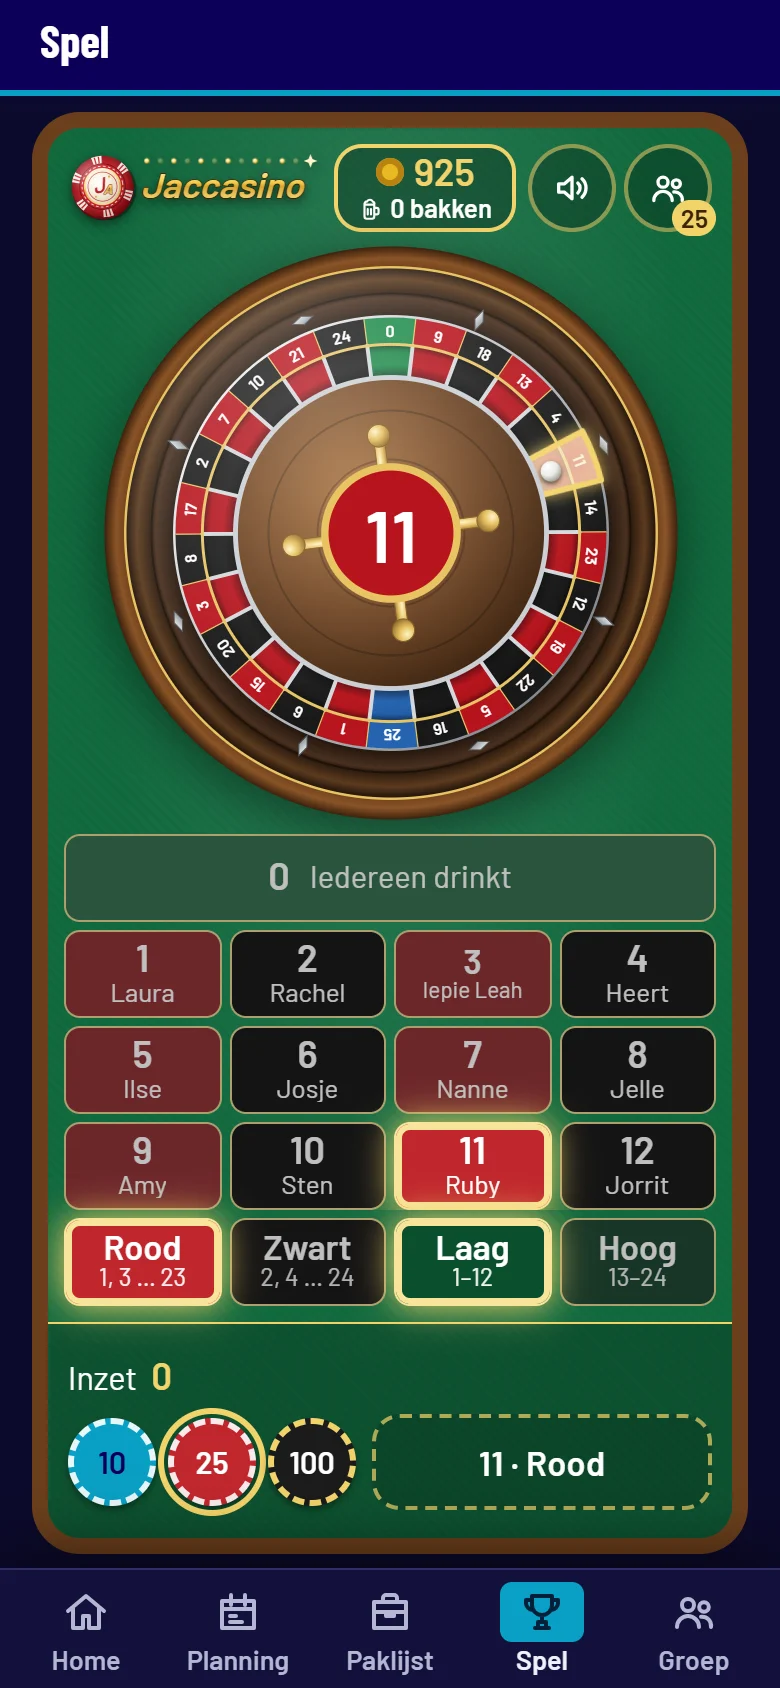 Spel
JA
Jaccasino
925
0 bakken
25
0
9
18
13
4
11
14
23
12
19
22
5
16
25
1
6
15
20
3
8
17
2
7
10
21
24
11
0 Iedereen drinkt
1
Laura
2
Rachel
3
Iepie Leah
4
Heert
5
Ilse
6
Josje
7
Nanne
8
Jelle
9
Amy
10
Sten
11
Ruby
12
Jorrit
Rood
1, 3 ... 23
Zwart
2, 4 ... 24
Laag
1–12
Hoog
13–24
Inzet 0
10
25
100
11 · Rood
Home
Planning
Paklijst
Spel
Groep